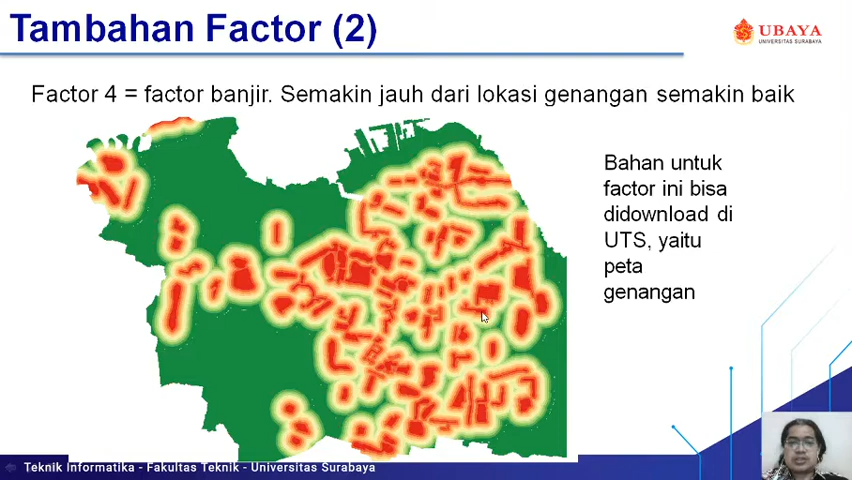 Tambahan Factor (2)
UBAYA
UNIVERSITAS SURABAYA
Factor 4 = factor banjir. Semakin jauh dari lokasi genangan semakin baik
Bahan untuk
factor ini bisa
didownload di
UTS, yaitu
peta
genangan
Teknik Informatika - Fakultas Teknik - Universitas Surabaya